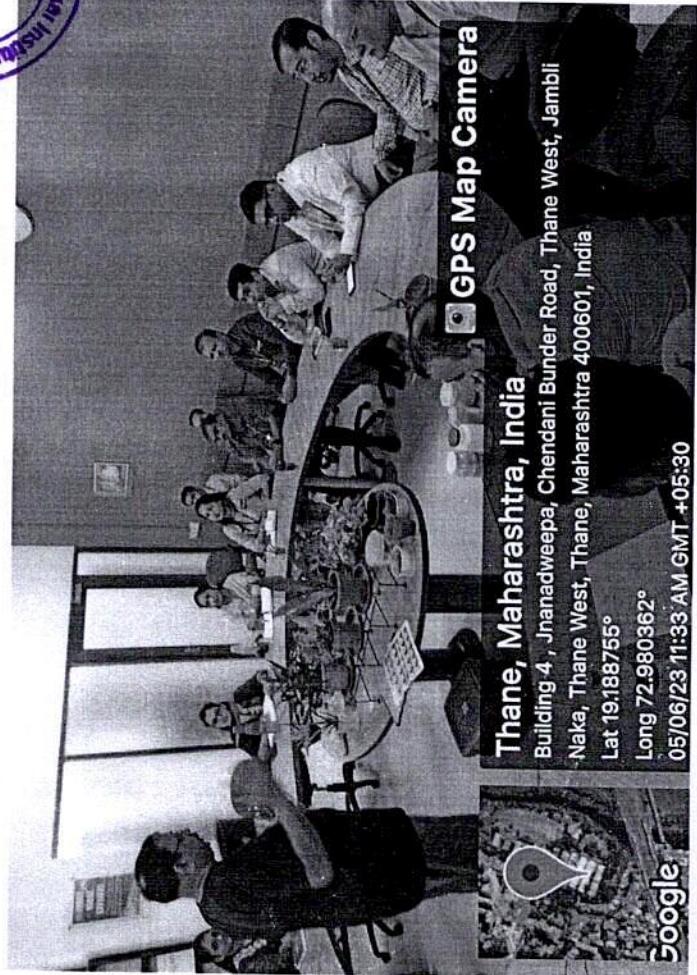 GPS Map Camera
Thane, Maharashtra, India
Building 4 , Jnanadweepa, Chendani Bunder Road, Thane West, Jambli
Naka, Thane West, Thane, Maharashtra 400601, India
Lat 19.188755°
Long 72.980362°
05/06/23 11:33 AM GMT +05:30
Google